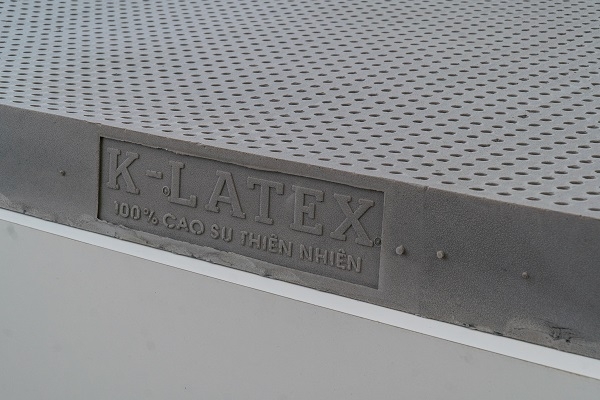 K-LATEX
100% CAO SU THIÊN NHIÊN